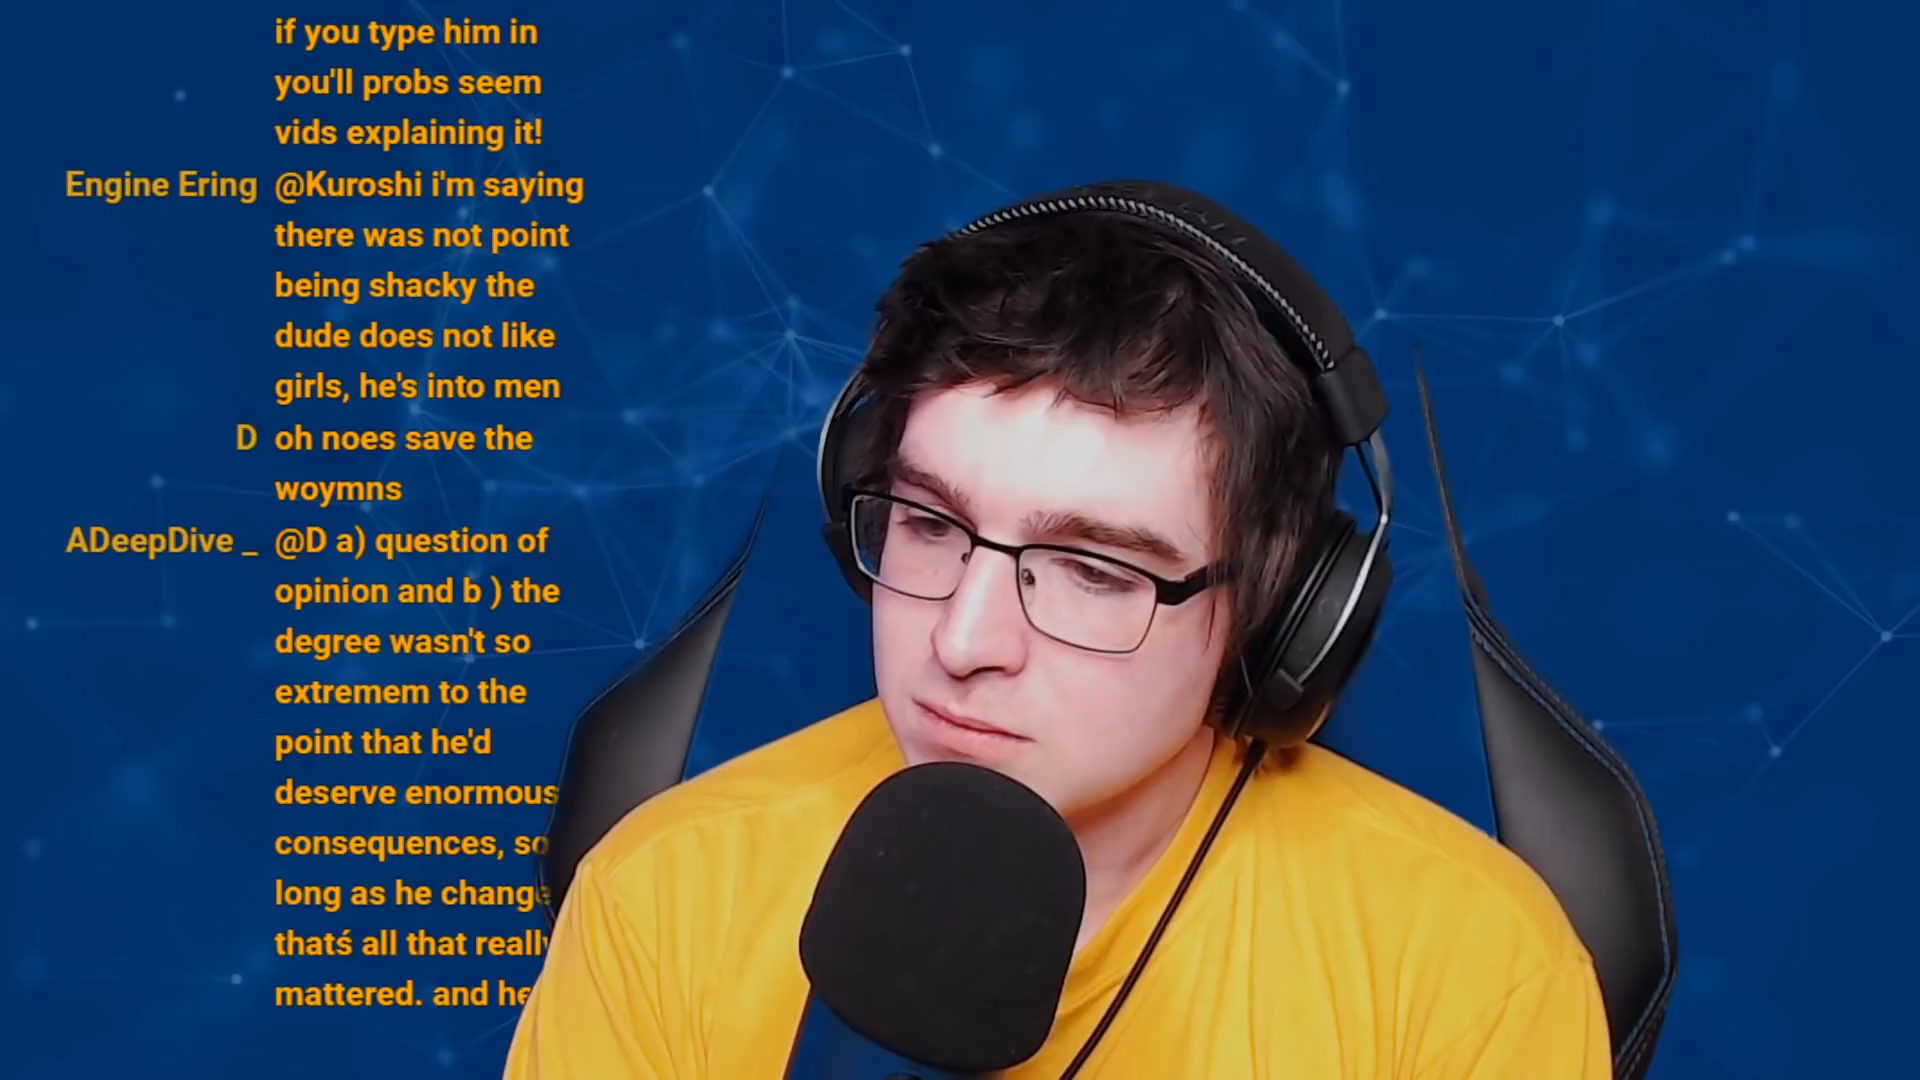 if you type him in
you'll probs seem
vids explaining it!
Engine Ering @Kuroshi i'm saying
there was not point
being shacky the
dude does not like
girls, he's into men
D oh noes save the
woymns
ADeepDive _ @D a) question of
opinion and b ) the
degree wasn't so
extremem to the
point that he'd
deserve enormous
consequences, so
long as he change
thatś all that really
mattered. and he